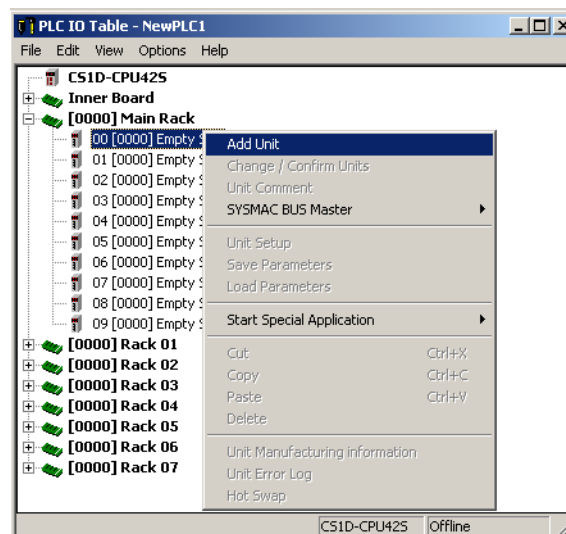 PLC IO Table - NewPLC1
File Edit View Options Help
CS1D-CPU42S
Inner Board
[0000] Main Rack
00 [0000] Empty S
01 [0000] Empty S
02 [0000] Empty S
03 [0000] Empty S
04 [0000] Empty S
05 [0000] Empty S
06 [0000] Empty S
07 [0000] Empty S
08 [0000] Empty S
09 [0000] Empty S
[0000] Rack 01
[0000] Rack 02
[0000] Rack 03
[0000] Rack 04
[0000] Rack 05
[0000] Rack 06
[0000] Rack 07
Add Unit
Change / Confirm Units
Unit Comment
SYSMAC BUS Master
Unit Setup
Save Parameters
Load Parameters
Start Special Application
Cut Ctrl+X
Copy Ctrl+C
Paste Ctrl+V
Delete
Unit Manufacturing information
Unit Error Log
Hot Swap
CS1D-CPU42S Offline